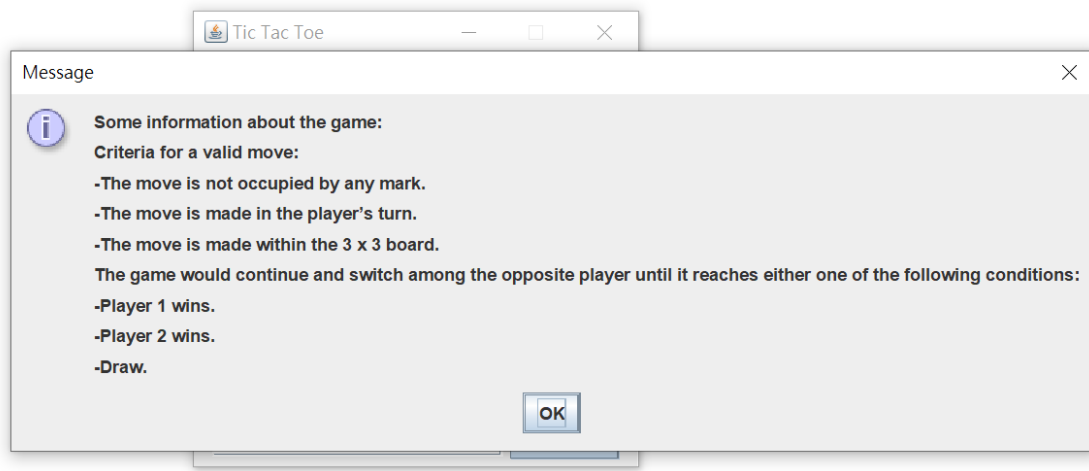 Tic Tac Toe
Message
Some information about the game:
Criteria for a valid move:
-The move is not occupied by any mark.
-The move is made in the player’s turn.
-The move is made within the 3 x 3 board.
The game would continue and switch among the opposite player until it reaches either one of the following conditions:
-Player 1 wins.
-Player 2 wins.
-Draw.
OK